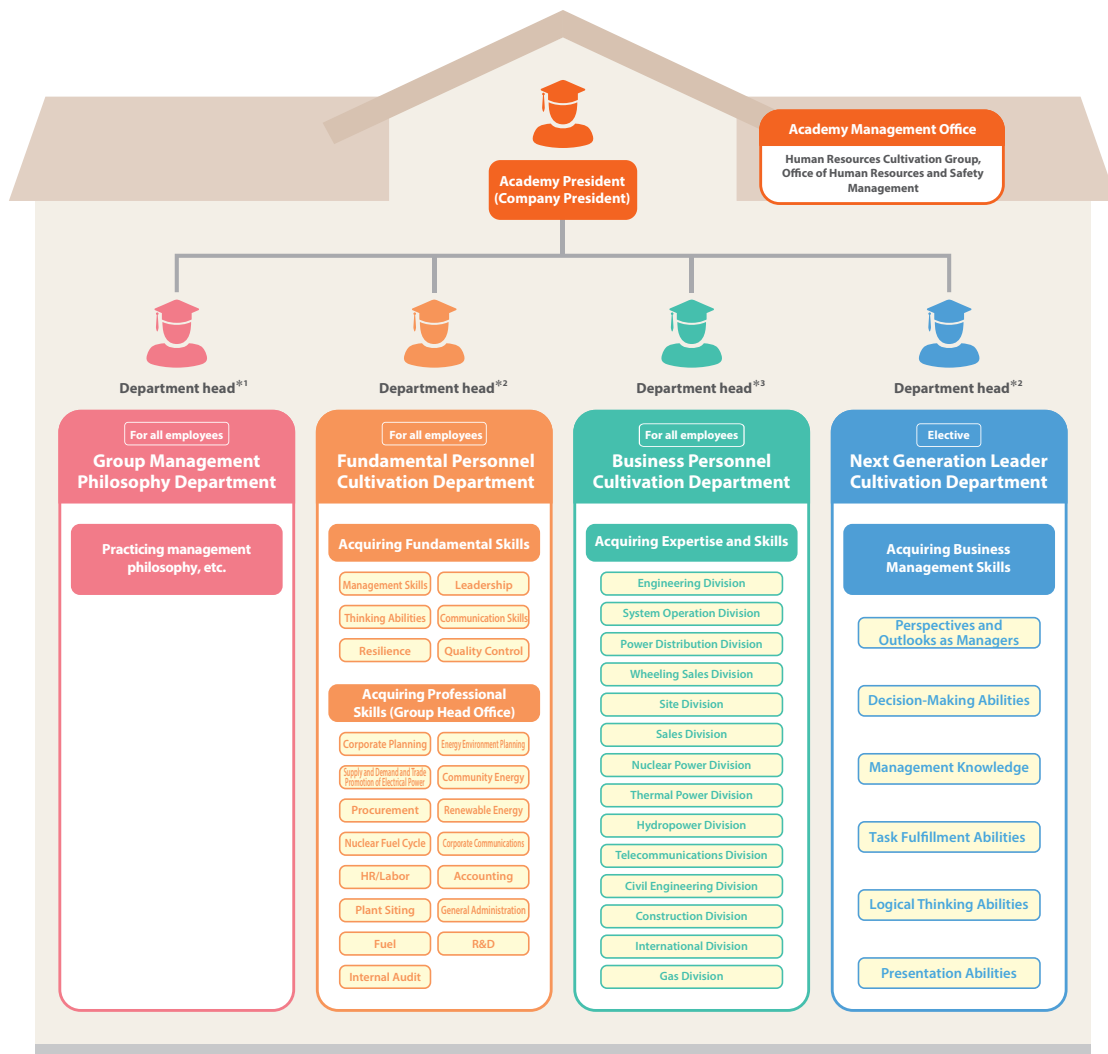 Academy Management Office
Human Resources Cultivation Group,
Office of Human Resources and Safety
Management
Academy President
(Company President)
Department head*1
For all employees
Group Management
Philosophy Department
Practicing management
philosophy, etc.
Department head*2
For all employees
Fundamental Personnel
Cultivation Department
Acquiring Fundamental Skills
Management Skills
Leadership
Thinking Abilities
Communication Skills
Resilience
Quality Control
Acquiring Professional
Skills (Group Head Office)
Corporate Planning
Energy Environment Planning
Supply and Demand and Trade
Promotion of Electrical Power
Community Energy
Procurement
Renewable Energy
Nuclear Fuel Cycle
Corporate Communications
HR/Labor
Accounting
Plant Siting
General Administration
Fuel
R&D
Internal Audit
Department head*3
For all employees
Business Personnel
Cultivation Department
Acquiring Expertise and Skills
Engineering Division
System Operation Division
Power Distribution Division
Wheeling Sales Division
Site Division
Sales Division
Nuclear Power Division
Thermal Power Division
Hydropower Division
Telecommunications Division
Civil Engineering Division
Construction Division
International Division
Gas Division
Department head*2
Elective
Next Generation Leader
Cultivation Department
Acquiring Business
Management Skills
Perspectives and
Outlooks as Managers
Decision-Making Abilities
Management Knowledge
Task Fulfillment Abilities
Logical Thinking Abilities
Presentation Abilities